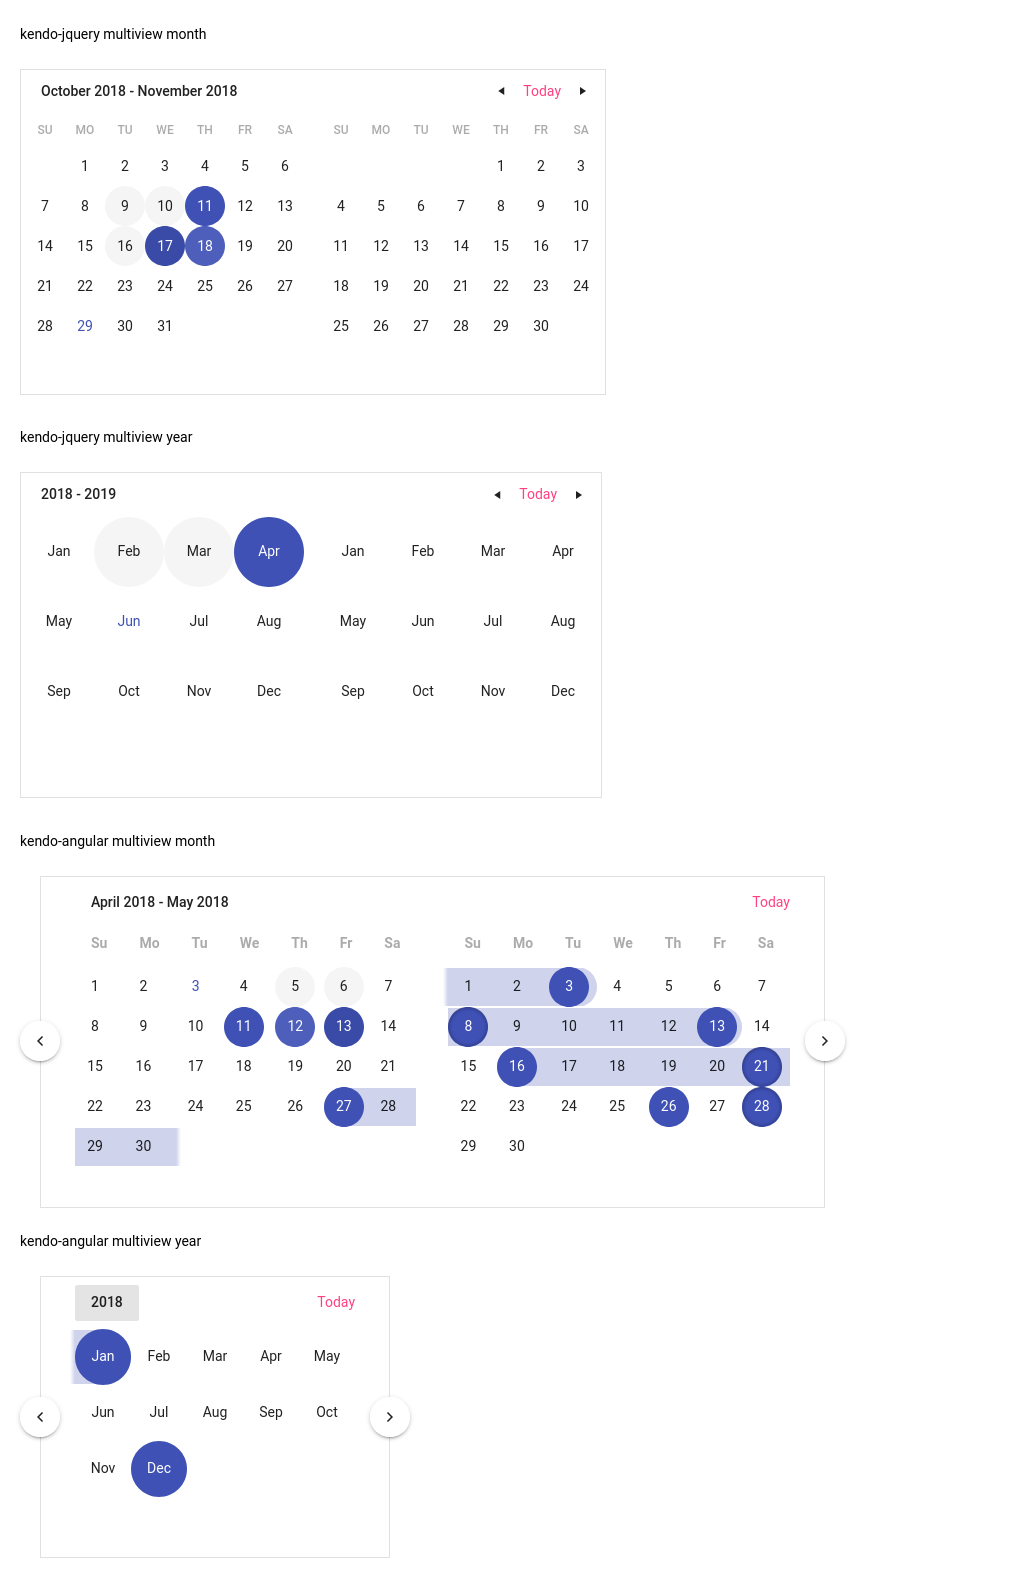 kendo-jquery multiview month
October 2018 - November 2018 Today
SU MO TU WE TH FR SA SU MO TU WE TH FR SA
1 2 3 4 5 6 1 2 3
7 8 9 10 11 12 13 4 5 6 7 8 9 10
14 15 16 17 18 19 20 11 12 13 14 15 16 17
21 22 23 24 25 26 27 18 19 20 21 22 23 24
28 29 30 31 25 26 27 28 29 30
kendo-jquery multiview year
2018 - 2019 Today
Jan Feb Mar Apr Jan Feb Mar Apr
May Jun Jul Aug May Jun Jul Aug
Sep Oct Nov Dec Sep Oct Nov Dec
kendo-angular multiview month
April 2018 - May 2018 Today
Su Mo Tu We Th Fr Sa Su Mo Tu We Th Fr Sa
1 2 3 4 5 6 7 1 2 3 4 5 6 7
8 9 10 11 12 13 14 8 9 10 11 12 13 14
15 16 17 18 19 20 21 15 16 17 18 19 20 21
22 23 24 25 26 27 28 22 23 24 25 26 27 28
29 30 29 30
kendo-angular multiview year
2018 Today
Jan Feb Mar Apr May
Jun Jul Aug Sep Oct
Nov Dec